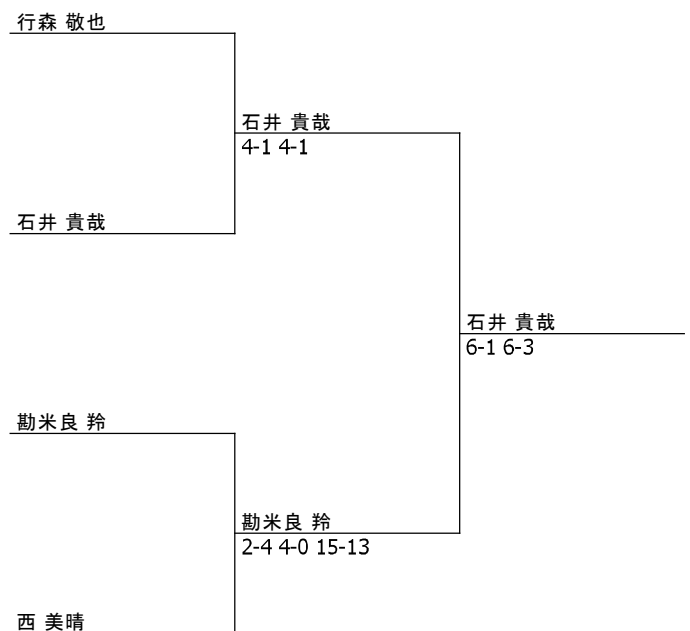 行森 敬也
石井 貴哉
4-1 4-1
石井 貴哉
石井 貴哉
6-1 6-3
勘米良 羚
勘米良 羚
2-4 4-0 15-13
西 美晴